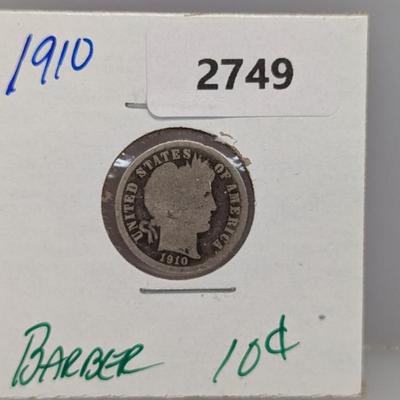 1910
2749
UNITED STATES OF AMERICA
1910
BARBER 10¢